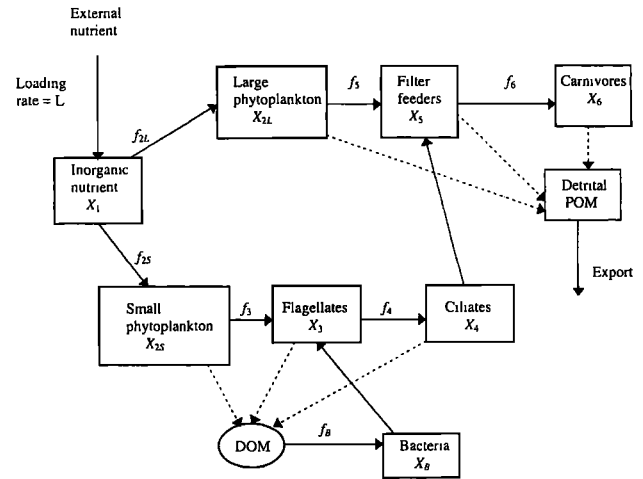 External
nutrient
Loading
rate = L
f2L
Large
phytoplankton
X2L
f5
Filter
feeders
X5
f6
Carnivores
X6
Inorganic
nutrient
X1
Detrital
POM
Export
f2S
Small
phytoplankton
X2S
f3
Flagellates
X3
f4
Ciliates
X4
DOM
fB
Bacteria
XB